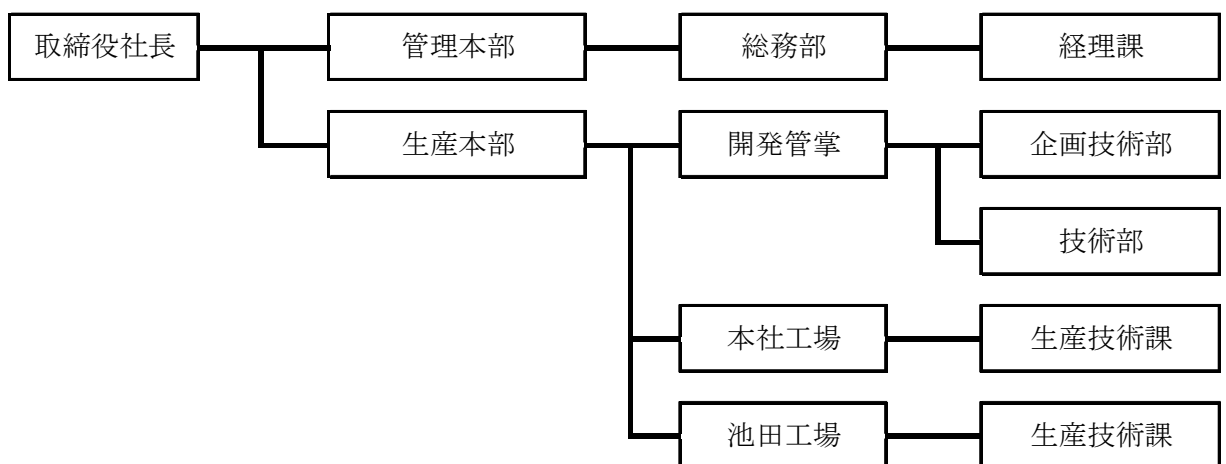 取締役社長
管理本部
総務部
経理課
生産本部
開発管掌
企画技術部
技術部
本社工場
生産技術課
池田工場
生産技術課